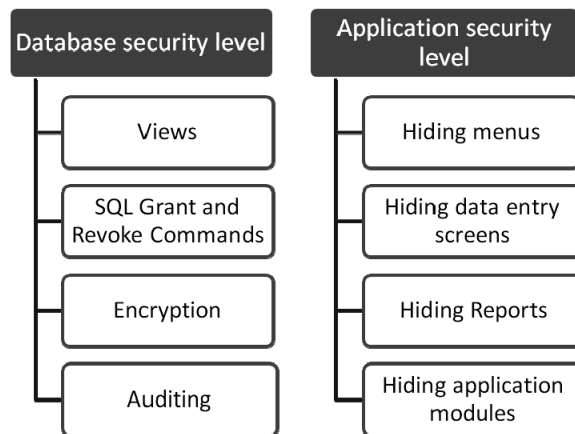 Database security level
Views
SQL Grant and
Revoke Commands
Encryption
Auditing
Application security
level
Hiding menus
Hiding data entry
screens
Hiding Reports
Hiding application
modules